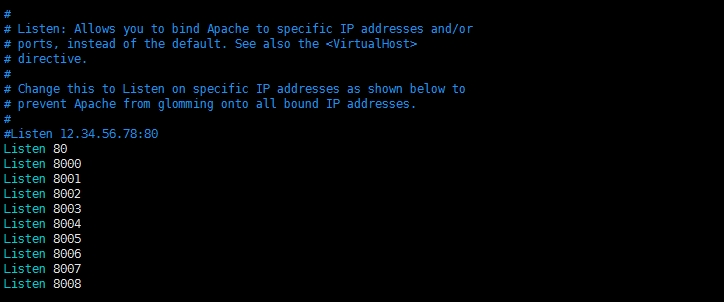 #
# Listen: Allows you to bind Apache to specific IP addresses and/or
# ports, instead of the default. See also the <VirtualHost>
# directive.
#
# Change this to Listen on specific IP addresses as shown below to
# prevent Apache from glomming onto all bound IP addresses.
#
#Listen 12.34.56.78:80
Listen 80
Listen 8000
Listen 8001
Listen 8002
Listen 8003
Listen 8004
Listen 8005
Listen 8006
Listen 8007
Listen 8008